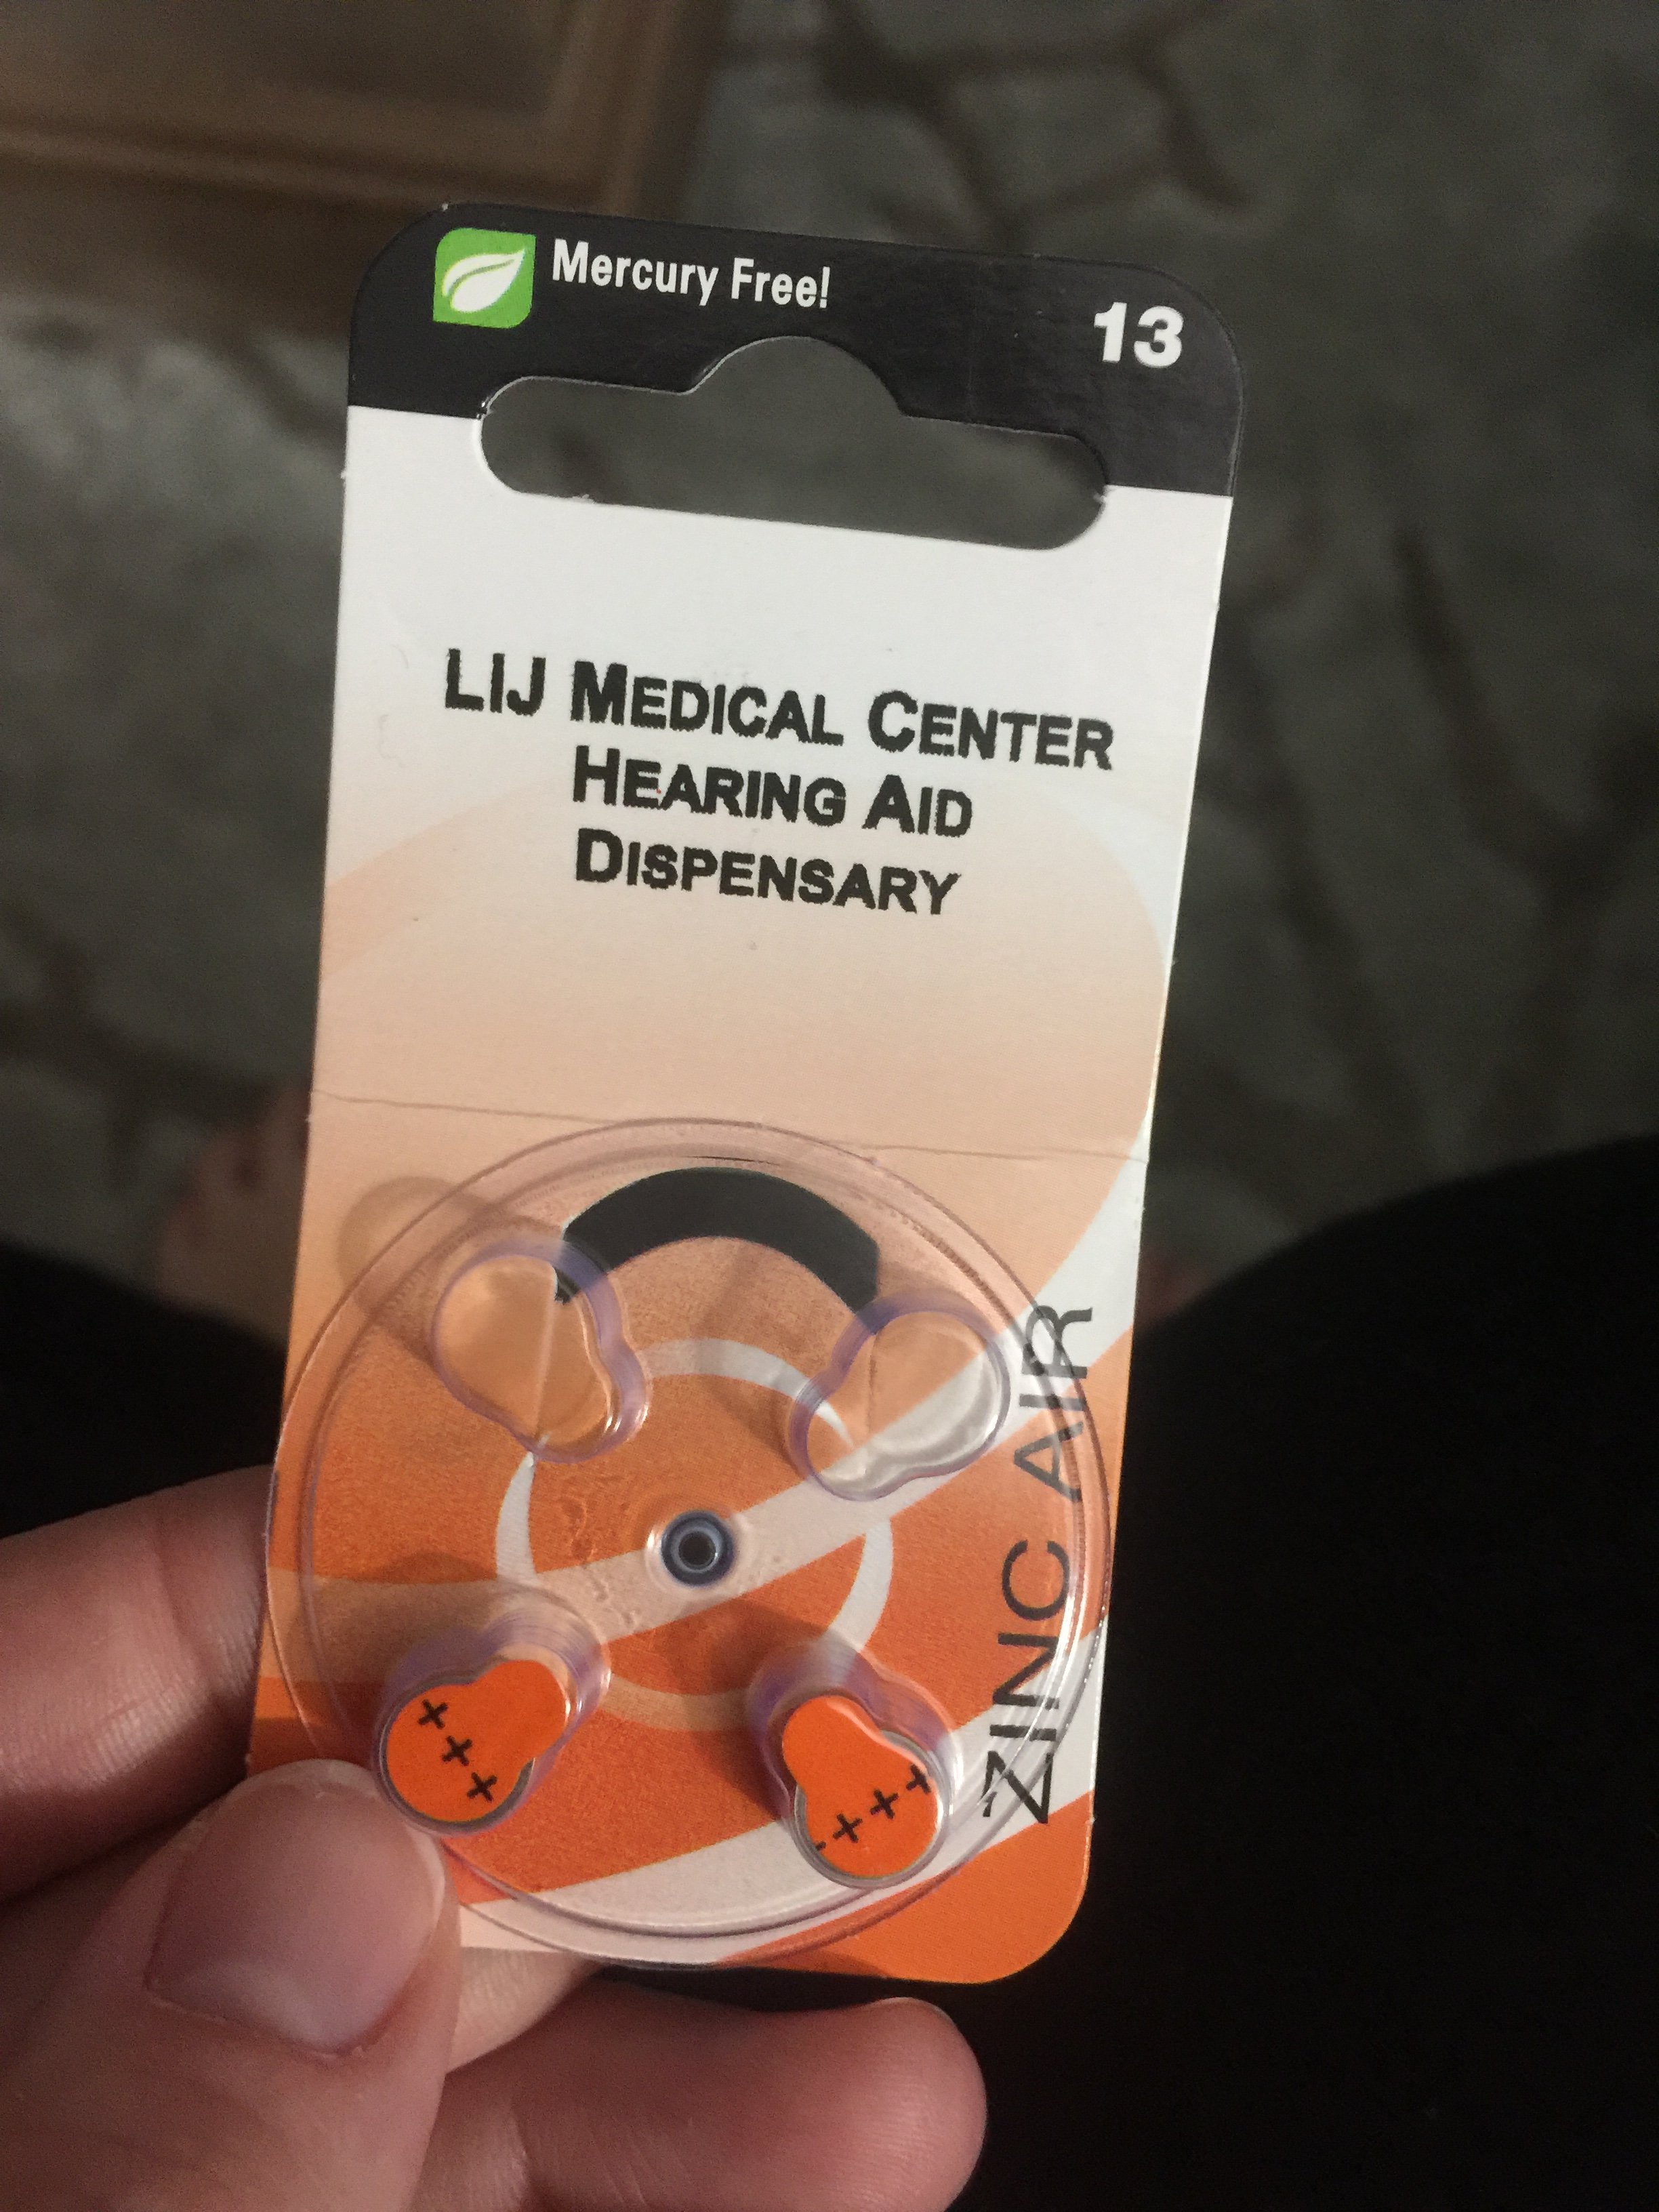 Mercury Free!
13
LIJ MEDICAL CENTER
HEARING AID
DISPENSARY
ZINC AIR
+++
+++